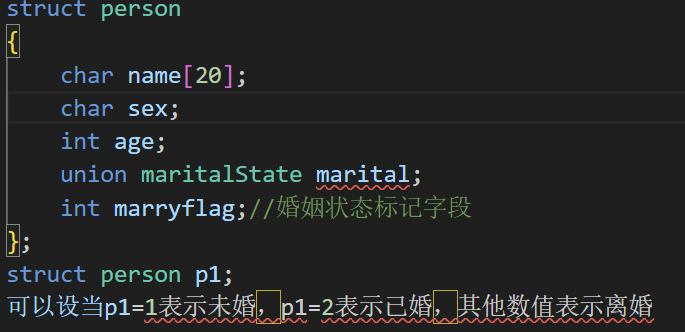 struct person
{
char name[20];
char sex;
int age;
union maritalState marital;
int marryflag;//婚姻状态标记字段
};
struct person p1;
可以设当p1=1表示未婚，p1=2表示已婚，其他数值表示离婚